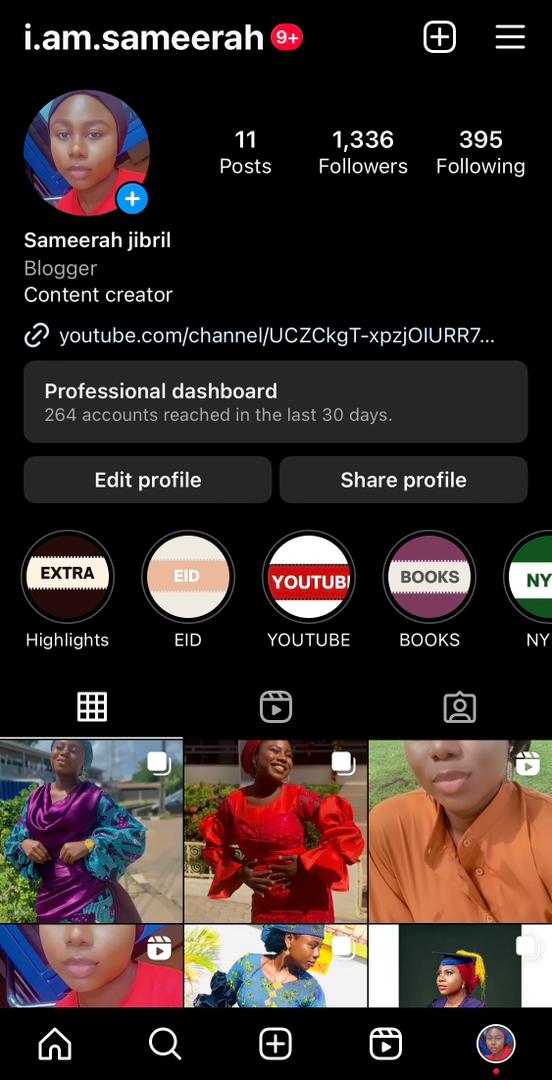 i.am.sameerah 9+
11 1,336 395
Posts Followers Following
Sameerah jibril
Blogger
Content creator
youtube.com/channel/UCZCkgT-xpzjOIURR7...
Professional dashboard
264 accounts reached in the last 30 days.
Edit profile Share profile
EXTRA EID YOUTUBE BOOKS NY
Highlights EID YOUTUBE BOOKS NY